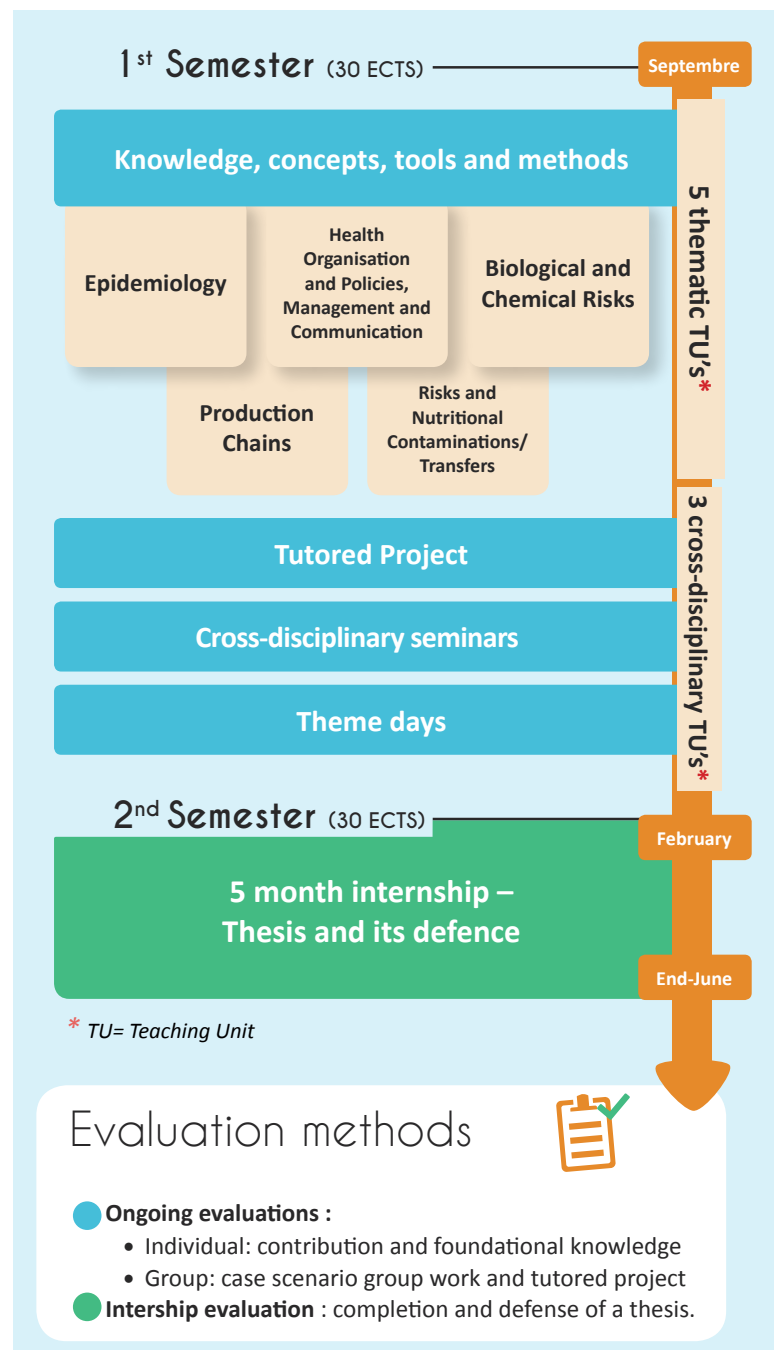 1st Semester (30 ECTS)
Septembre
Knowledge, concepts, tools and methods
5 thematic TU's*
Epidemiology
Health
Organisation
and Policies,
Management and
Communication
Biological and
Chemical Risks
Production
Chains
Risks and
Nutritional
Contaminations/
Transfers
3 cross-disciplinary TU's*
Tutored Project
Cross-disciplinary seminars
Theme days
2nd Semester (30 ECTS)
February
5 month internship –
Thesis and its defence
End-June
* TU= Teaching Unit
Evaluation methods
Ongoing evaluations :
• Individual: contribution and foundational knowledge
• Group: case scenario group work and tutored project
Intership evaluation : completion and defense of a thesis.